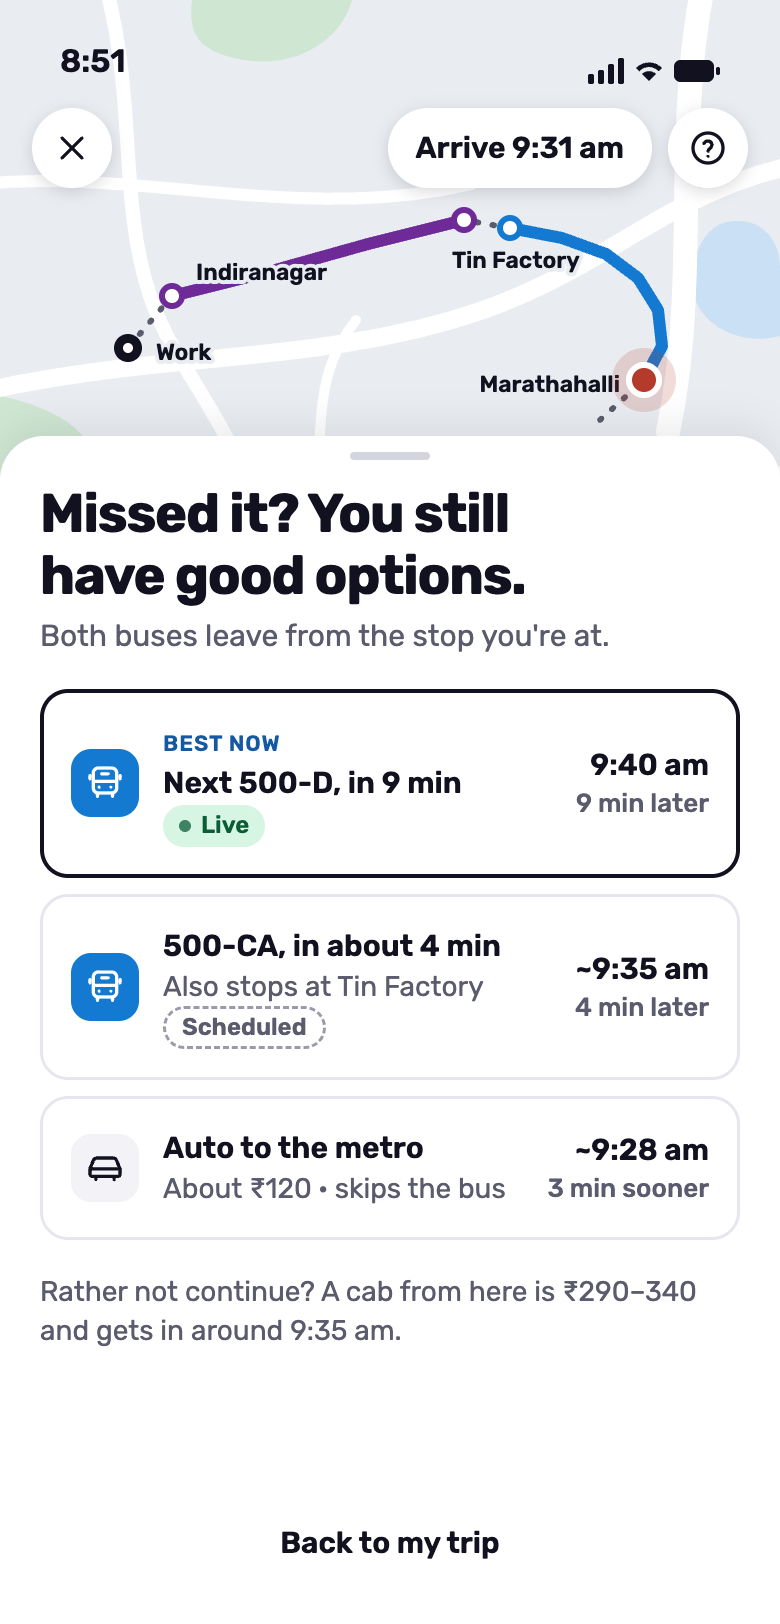 8:51
Arrive 9:31 am
Indiranagar
Tin Factory
Work
Marathahalli
Missed it? You still
have good options.
Both buses leave from the stop you're at.
BEST NOW
Next 500-D, in 9 min
Live
9:40 am
9 min later
500-CA, in about 4 min
Also stops at Tin Factory
Scheduled
~9:35 am
4 min later
Auto to the metro
About ₹120 • skips the bus
~9:28 am
3 min sooner
Rather not continue? A cab from here is ₹290–340
and gets in around 9:35 am.
Back to my trip